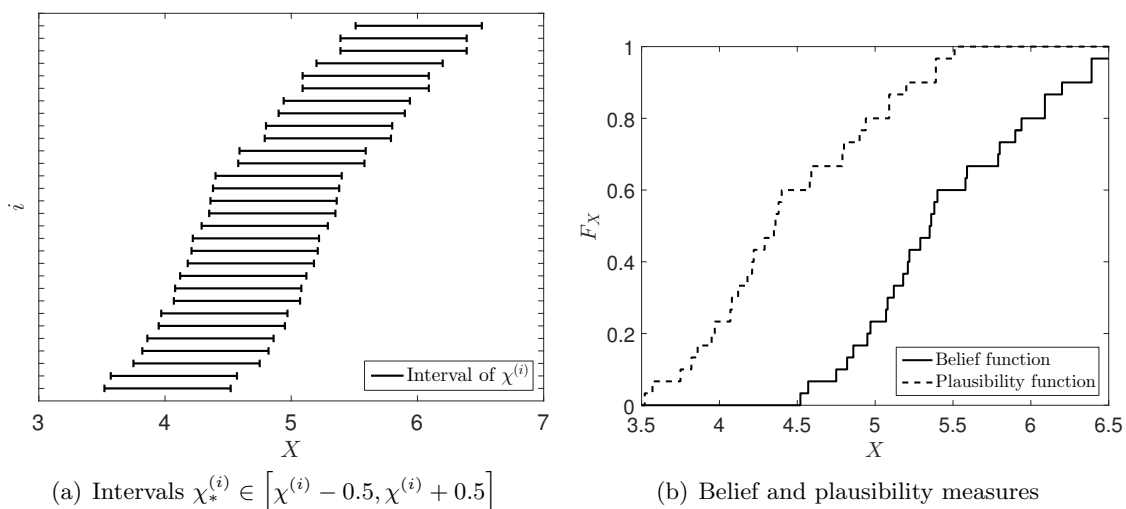 i
3
4
5
6
7
X
Interval of χ^(i)
(a) Intervals χ_*^(i) ∈ [χ^(i) − 0.5, χ^(i) + 0.5]
F_X
1
0.8
0.6
0.4
0.2
0
3.5
4
4.5
5
5.5
6
6.5
X
Belief function
Plausibility function
(b) Belief and plausibility measures